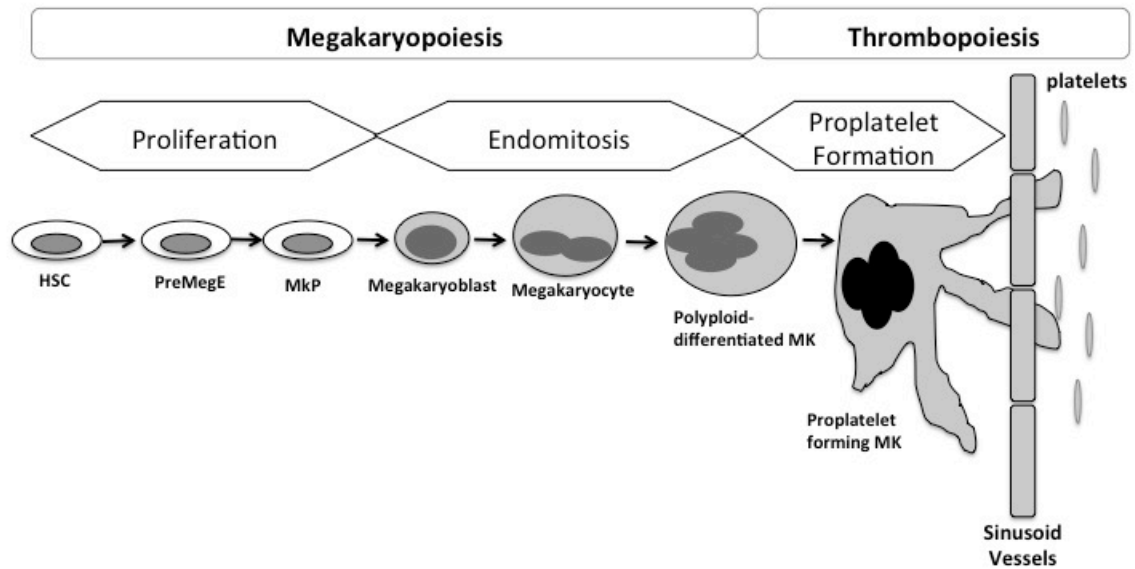 Megakaryopoiesis
Thrombopoiesis
platelets
Proliferation
Endomitosis
Proplatelet
Formation
HSC
PreMegE
MkP
Megakaryoblast
Megakaryocyte
Polyploid-
differentiated MK
Proplatelet
forming MK
Sinusoid
Vessels